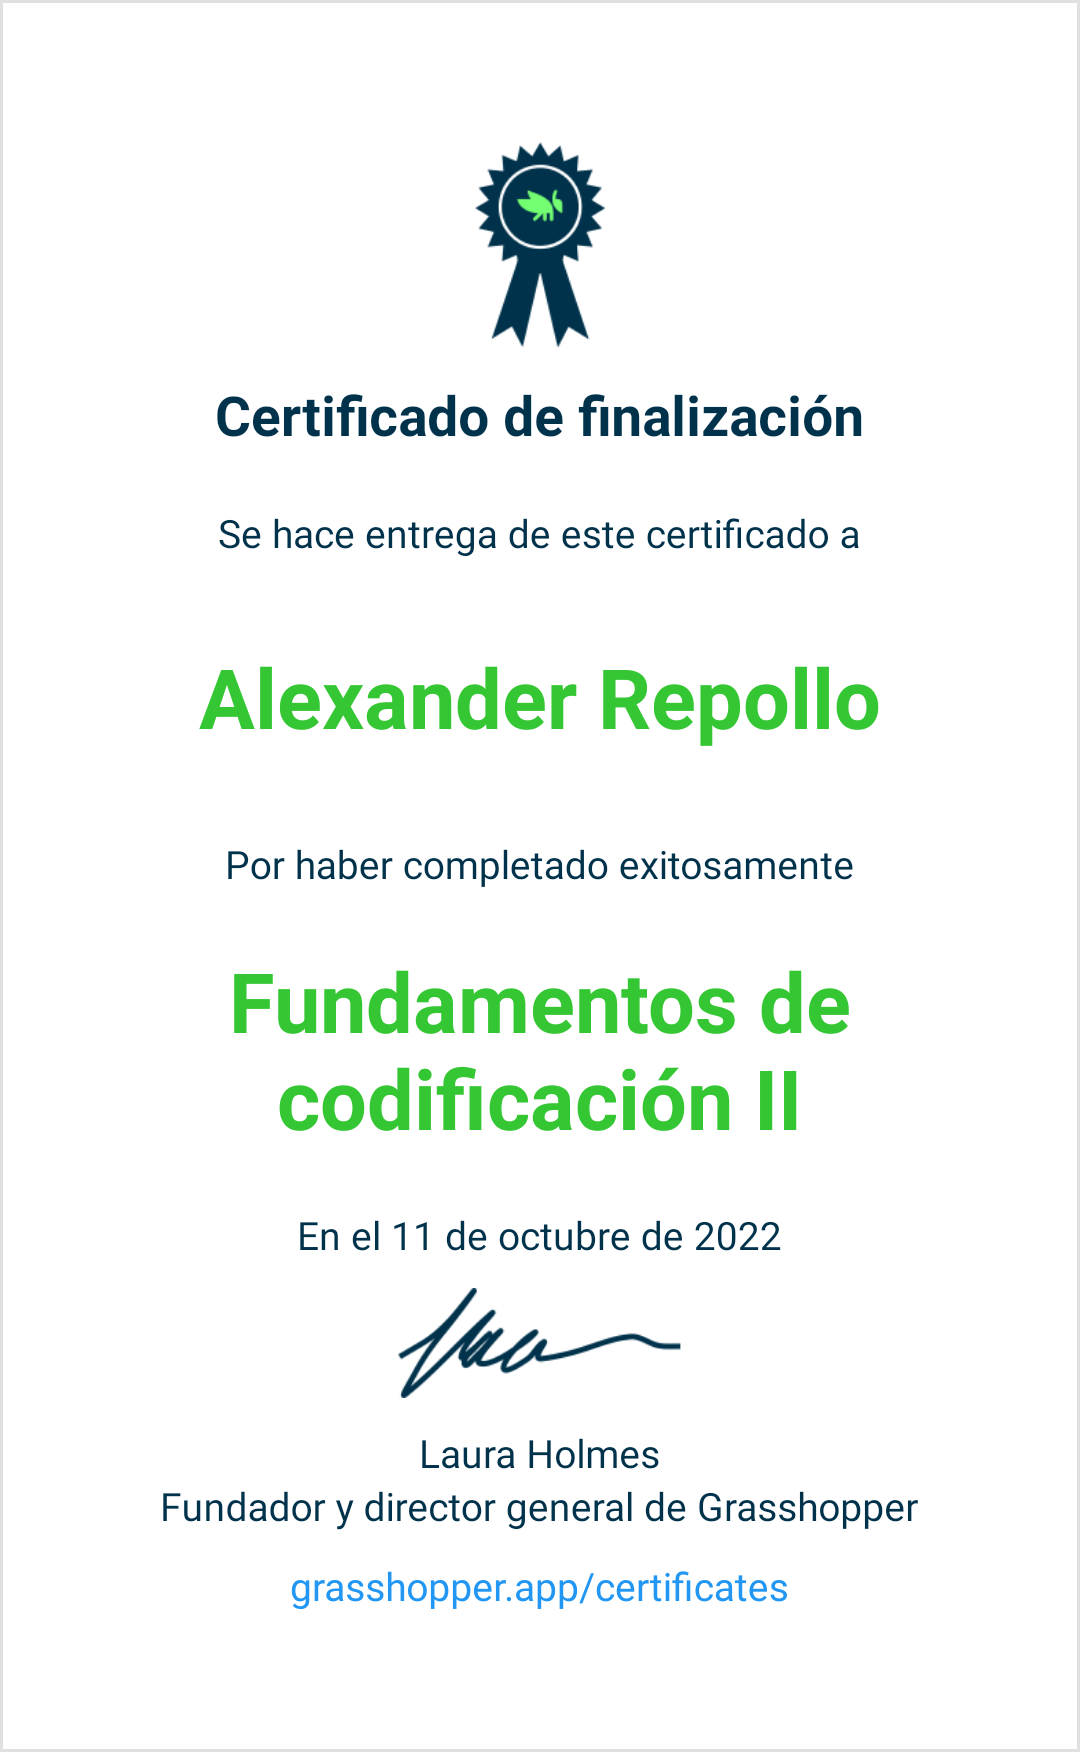 Certificado de finalización
Se hace entrega de este certificado a
Alexander Repollo
Por haber completado exitosamente
Fundamentos de
codificación II
En el 11 de octubre de 2022
Laura Holmes
Fundador y director general de Grasshopper
grasshopper.app/certificates